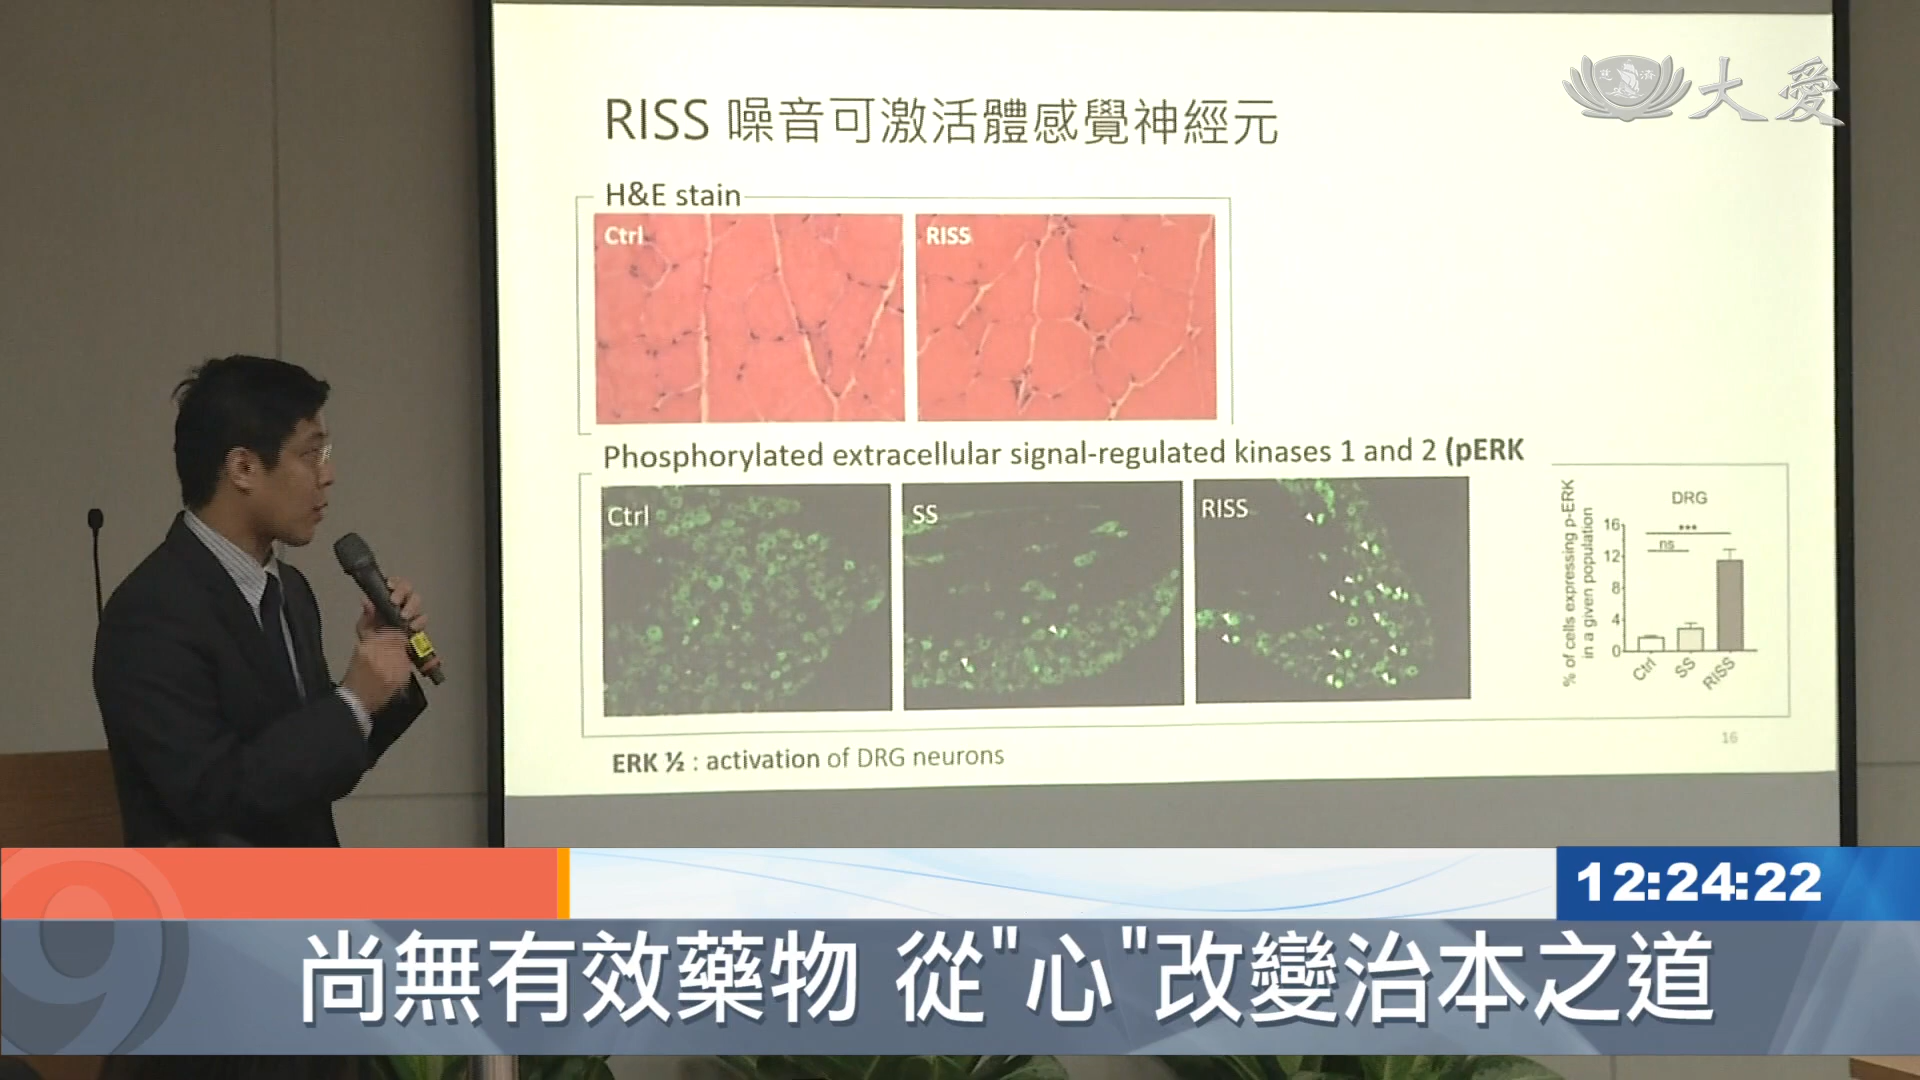 慈 濟 大愛
RISS 噪音可激活體感覺神經元
H&E stain
Ctrl
RISS
Phosphorylated extracellular signal-regulated kinases 1 and 2 (pERK
Ctrl
SS
RISS
DRG
% of cells expressing p-ERK
in a given population
16
12
8
4
0
***
ns
Ctrl
SS
RISS
16
ERK ½ : activation of DRG neurons
12:24:22
9
尚無有效藥物 從"心"改變治本之道